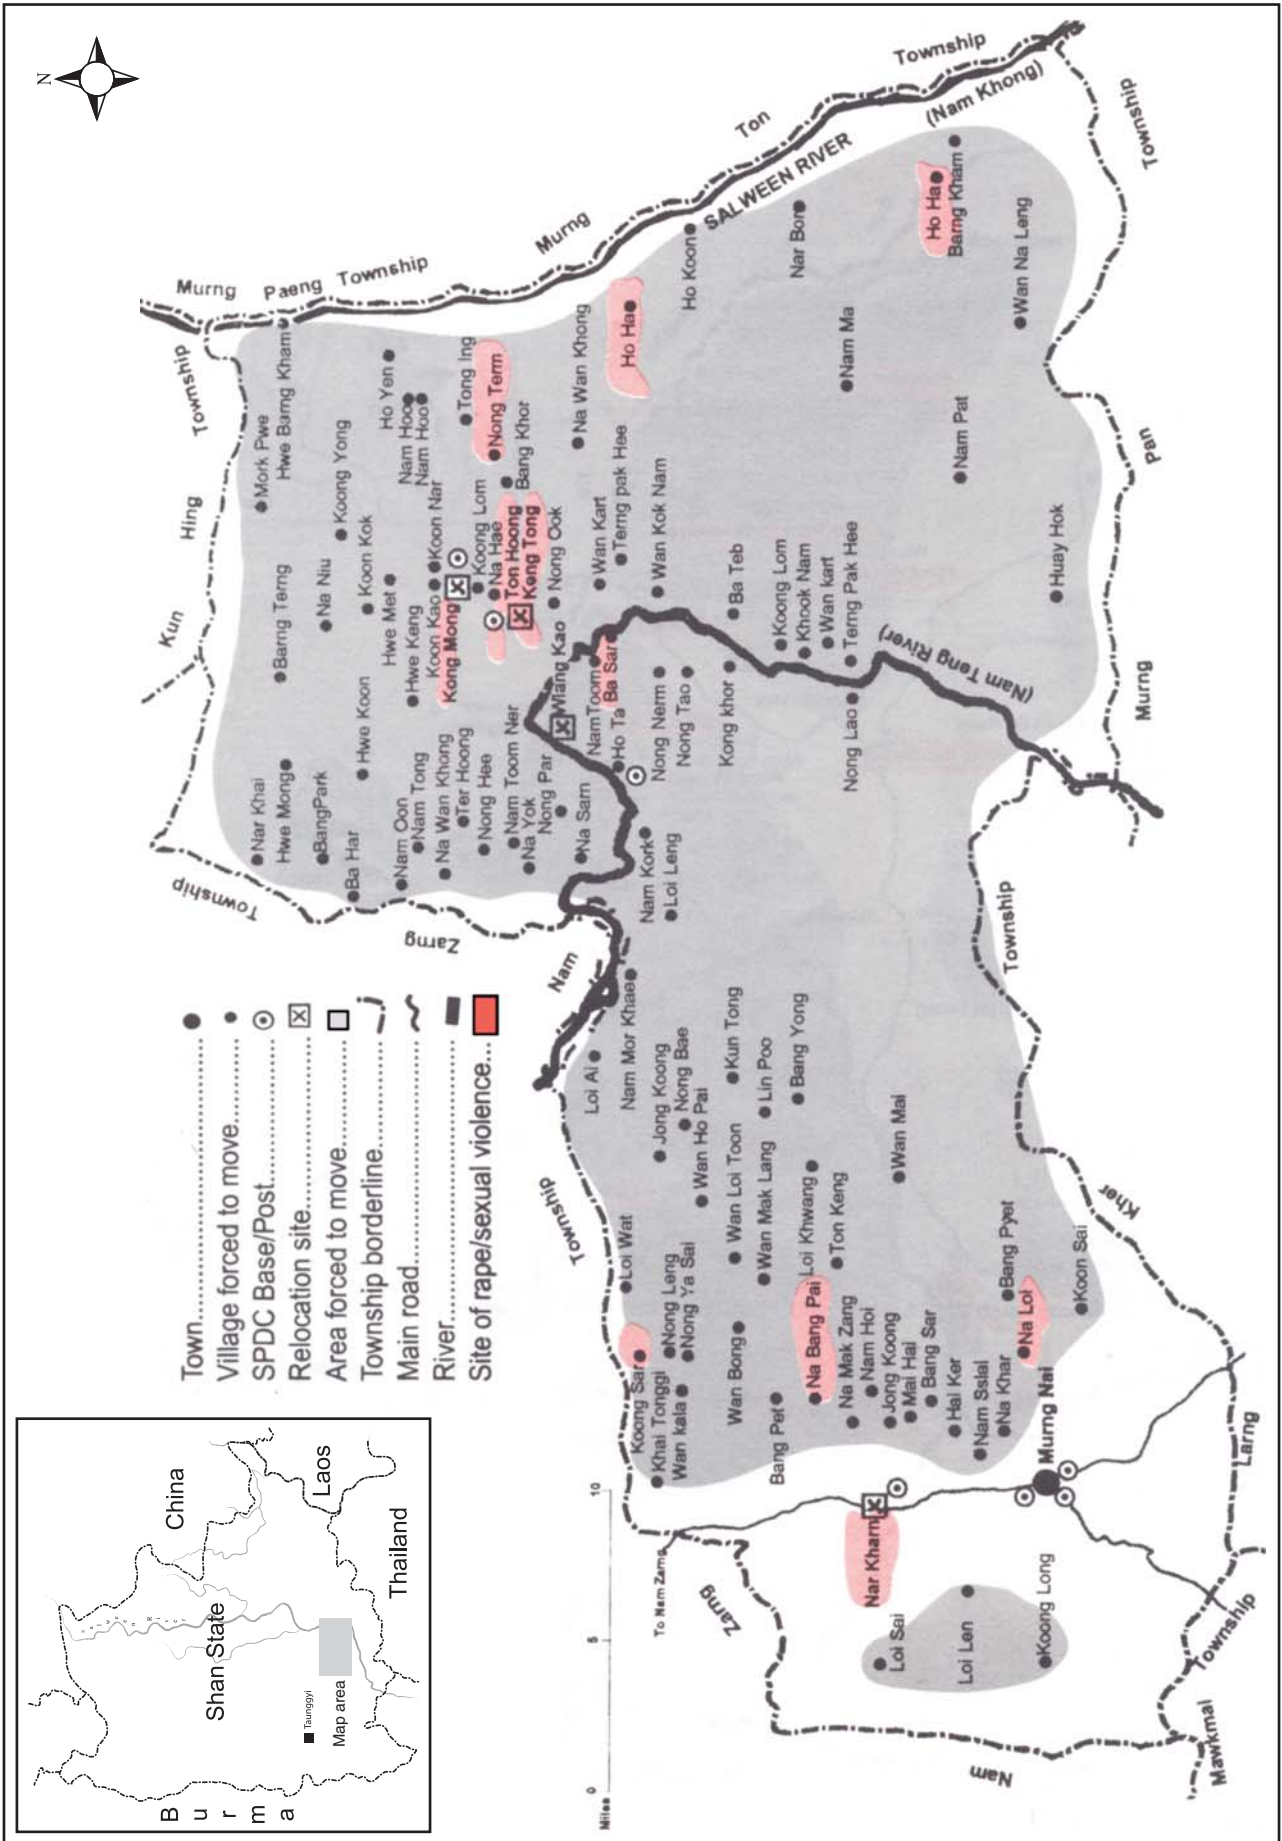 N
China
Laos
Thailand
Shan State
Taunggyi
Map area
B u r m a
Town
Village forced to move
SPDC Base/Post
Relocation site
Area forced to move
Township borderline
Main road
River
Site of rape/sexual violence
Miles
0
5
10
To Nam Zarng
Zarng
Nam
Mawkmai
Township
Larng
Kher
Township
Murng
Pan
Township
Township
Ton
Murng
Township
Paeng
Murng
Township
Hing
Kun
Township
Zarng
Nam
Township
SALWEEN RIVER
(Nam Khong)
(Nam Teng River)
Nar Khai
Hwe Mong
BangPark
Ba Har
Hwe Koon
Nam Oon
Nam Tong
Na Wan Khong
Ter Hoong
Nong Hee
Nam Toom Ner
Na Yok
Nong Par
Na Sam
Barng Terng
Na Niu
Koon Kok
Hwe Met
Hwe Keng
Koon Kao
Kong Mong
Koon Nar
Koong Lom
Na Hae
Ton Hoong
Keng Tong
Nong Ook
Wiang Kao
Mork Pwe
Hwe Barng Kham
Koong Yong
Ho Yen
Nam Hoo
Nam Hoo
Tong Ing
Nong Term
Bang Khor
Na Wan Khong
Ho Ha
Wan Kart
Terng pak Hee
Wan Kok Nam
Ho Koon
Nar Bon
Ho Ha
Barng Kham
Wan Na Leng
Nam Ma
Nam Pat
Huay Hok
Ba Teb
Koong Lom
Khook Nam
Wan kart
Terng Pak Hee
NamToom
Ba Sar
Ho Ta
Nong Nerm
Nong Tao
Kong khor
Nong Lao
Nam Kork
Loi Leng
Loi Ai
Nam Mor Khae
Jong Koong
Nong Bae
Wan Ho Pai
Kun Tong
Lin Poo
Bang Yong
Wan Loi Toon
Wan Mak Lang
Loi Khwang
Ton Keng
Wan Mai
Loi Wat
Koong Sar
Nong Leng
Nong Ya Sai
Khai Tonggi
Wan kala
Wan Bong
Bang Pet
Na Bang Pai
Na Mak Zang
Nam Hoi
Jong Koong
Mai Hai
Bang Sar
Hai Ker
Nam Sslai
Na Khar
Na Loi
Bang Pyet
Koon Sai
Murng Nai
Nar Kharn
Loi Sai
Loi Len
Koong Long